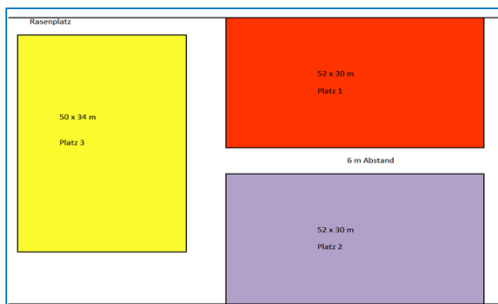 Rasenplatz
50 x 34 m
Platz 3
52 x 30 m
Platz 1
6 m Abstand
52 x 30 m
Platz 2